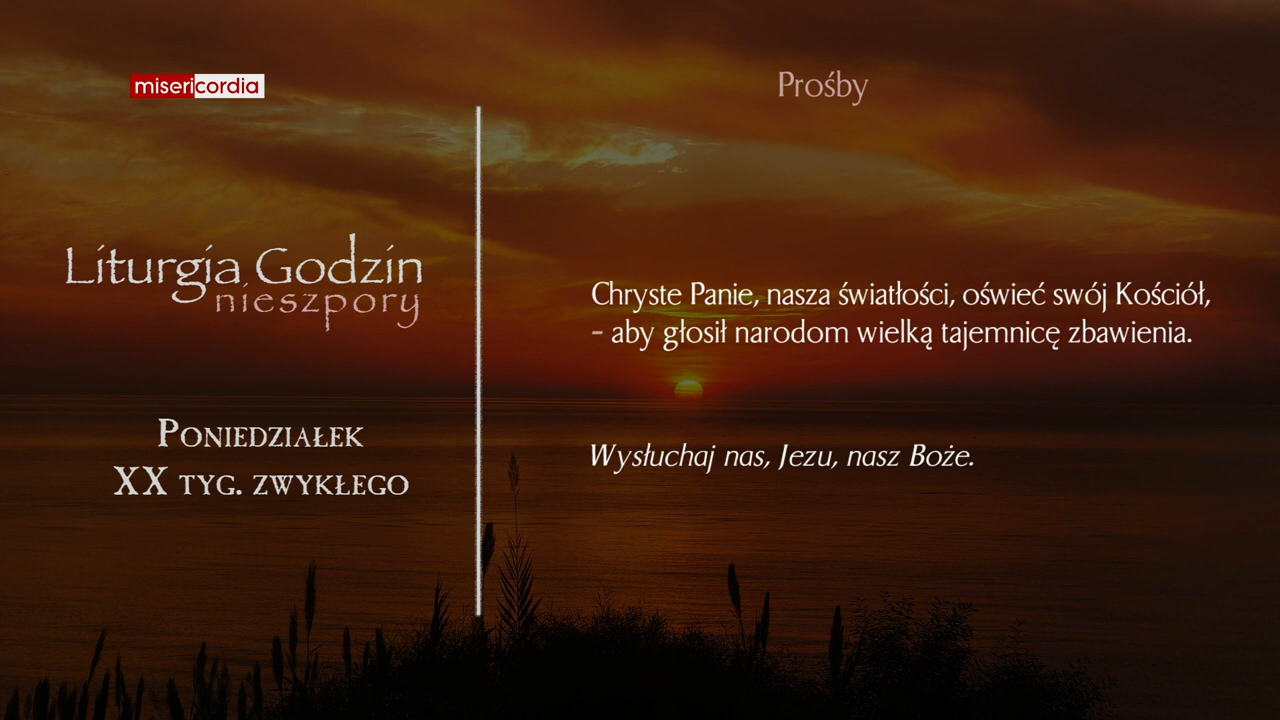 misericordia
Prośby
Liturgia Godzin
nieszpory
Poniedziałek
XX tyg. zwykłego
Chryste Panie, nasza światłości, oświeć swój Kościół,
- aby głosił narodom wielką tajemnicę zbawienia.
Wysłuchaj nas, Jezu, nasz Boże.